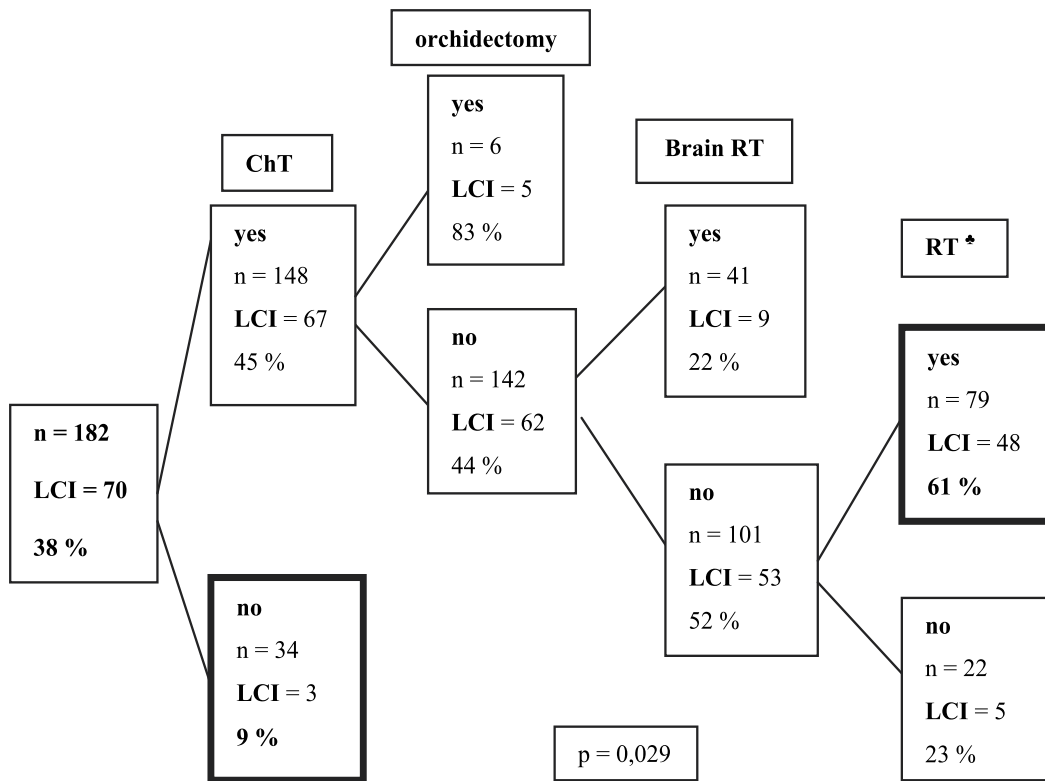 orchidectomy
yes
n = 6
LCI = 5
83 %
ChT
yes
n = 148
LCI = 67
45 %
Brain RT
yes
n = 41
LCI = 9
22 %
RT ♣
yes
n = 79
LCI = 48
61 %
no
n = 142
LCI = 62
44 %
n = 182
LCI = 70
38 %
no
n = 101
LCI = 53
52 %
no
n = 34
LCI = 3
9 %
no
n = 22
LCI = 5
23 %
p = 0,029